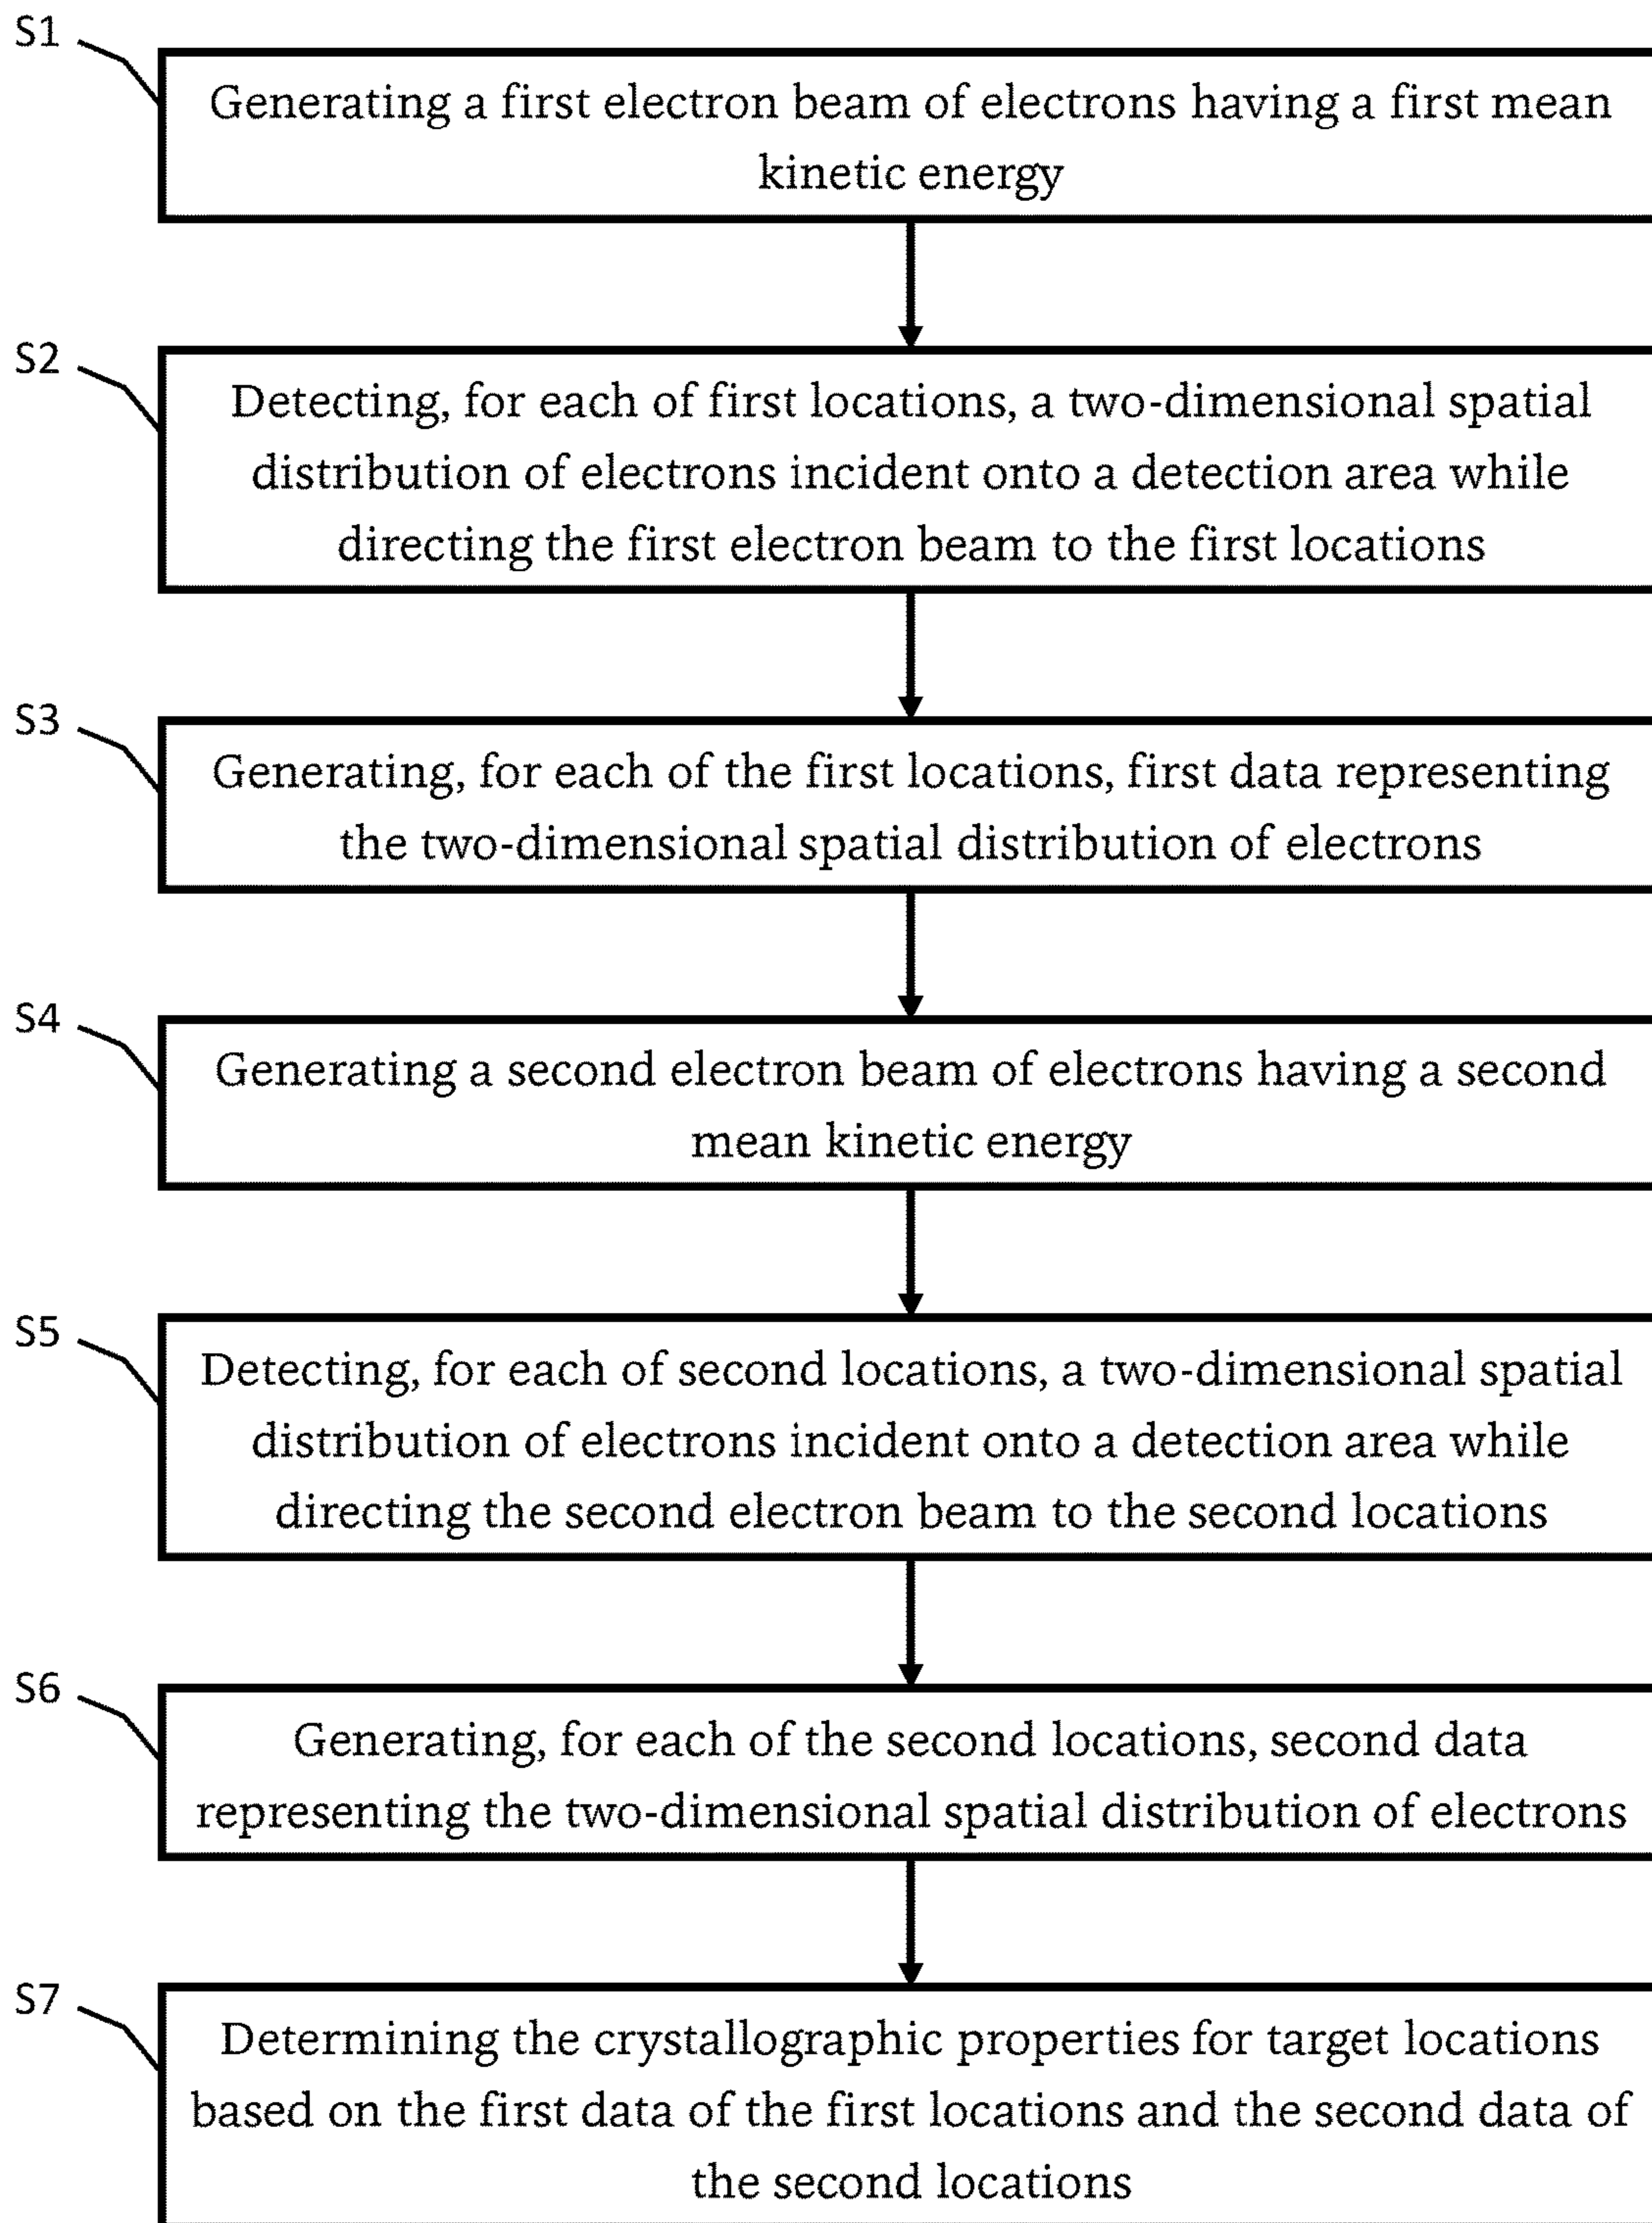 S1
Generating a first electron beam of electrons having a first mean
kinetic energy
S2
Detecting, for each of first locations, a two-dimensional spatial
distribution of electrons incident onto a detection area while
directing the first electron beam to the first locations
S3
Generating, for each of the first locations, first data representing
the two-dimensional spatial distribution of electrons
S4
Generating a second electron beam of electrons having a second
mean kinetic energy
S5
Detecting, for each of second locations, a two-dimensional spatial
distribution of electrons incident onto a detection area while
directing the second electron beam to the second locations
S6
Generating, for each of the second locations, second data
representing the two-dimensional spatial distribution of electrons
S7
Determining the crystallographic properties for target locations
based on the first data of the first locations and the second data of
the second locations